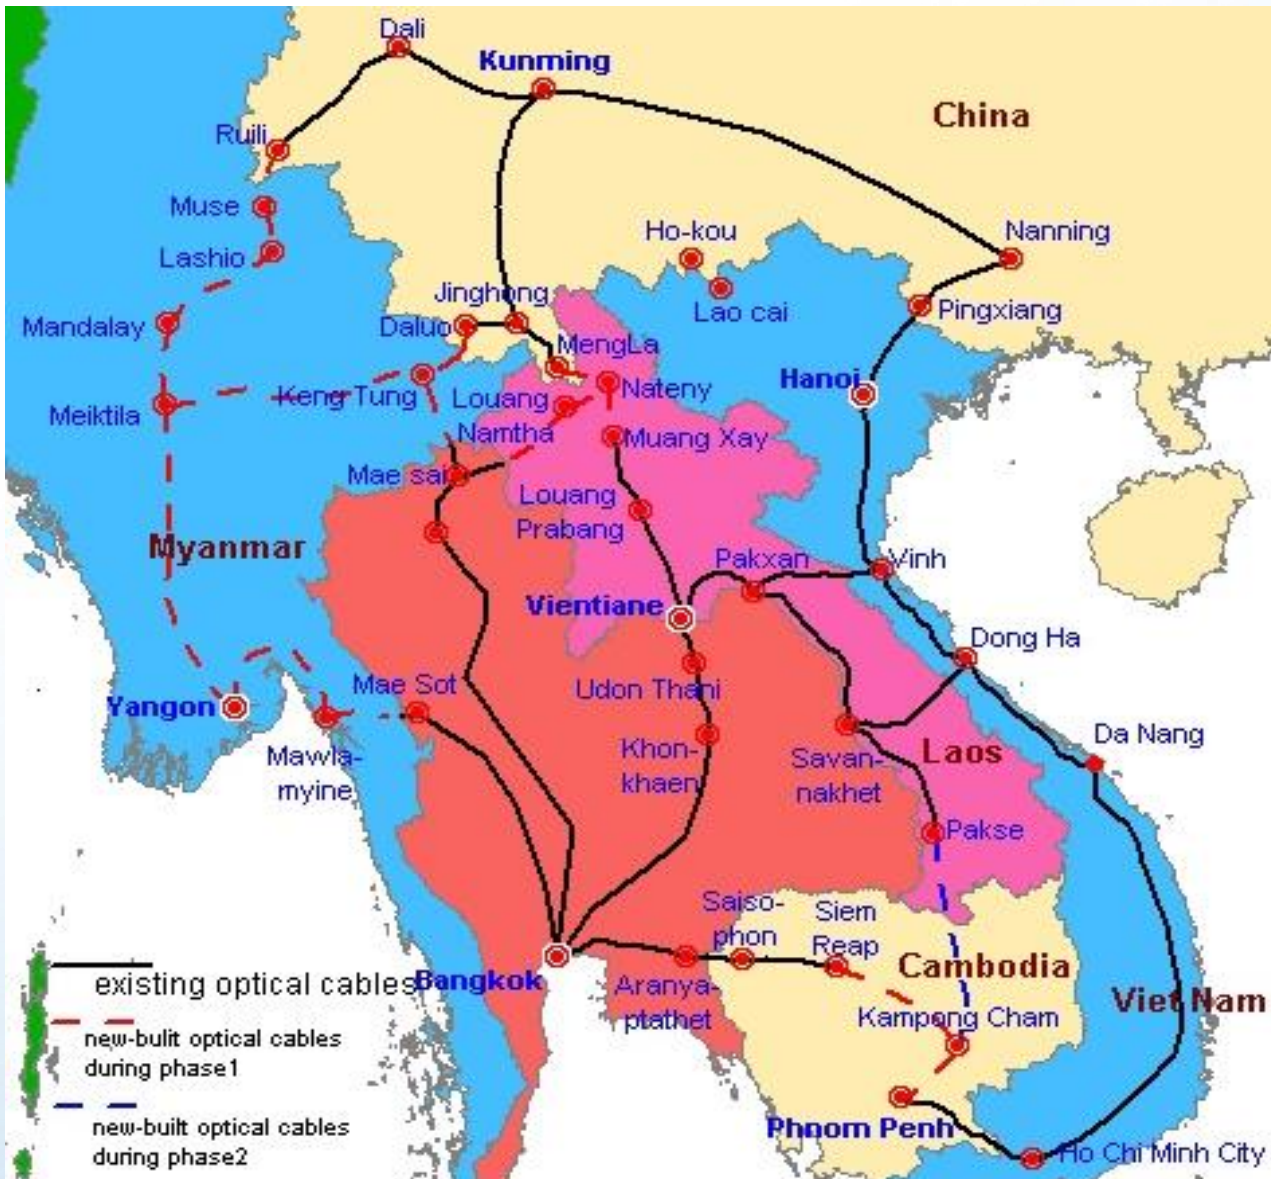 Dali
Kunming
China
Ruili
Muse
Ho-kou
Nanning
Lashio
Jinghong
Lao cai
Pingxiang
Mandalay
Daluo
MengLa
Hanoi
Keng Tung
Louang
Namtha
Nateny
Meiktila
Muang Xay
Mae sai
Louang
Prabang
Myanmar
Pakxan
Vinh
Vientiane
Dong Ha
Mae Sot
Udon Thani
Yangon
Da Nang
Mawla-
myine
Khon-
khaen
Savan-
nakhet
Laos
Pakse
Saiso-
phon
Siem
Reap
Cambodia
existing optical cables
Bangkok
Aranya-
ptathet
Viet Nam
Kampong Cham
new-bulit optical cables
during phase1
Phnom Penh
new-built optical cables
during phase2
Ho Chi Minh City